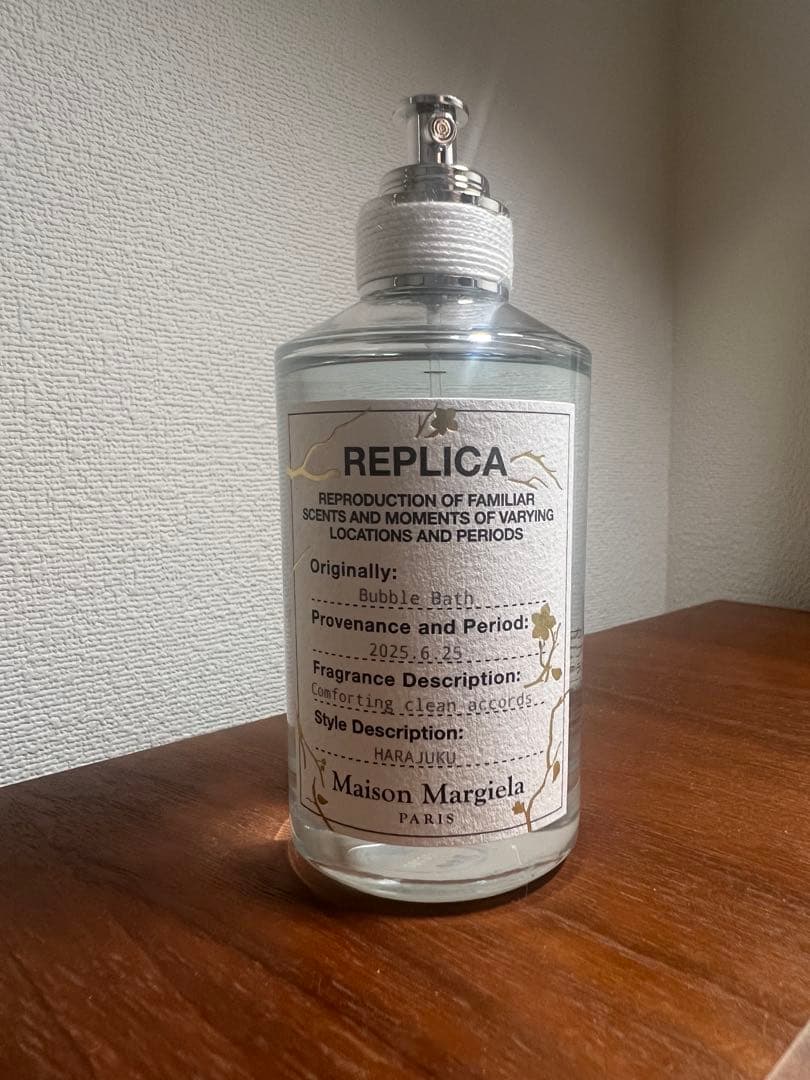 REPLICA
REPRODUCTION OF FAMILIAR
SCENTS AND MOMENTS OF VARYING
LOCATIONS AND PERIODS
Originally:
Bubble Bath
Provenance and Period:
2025.6.25
Fragrance Description:
Comforting clean accords
Style Description:
HARAJUKU
Maison Margiela
PARIS